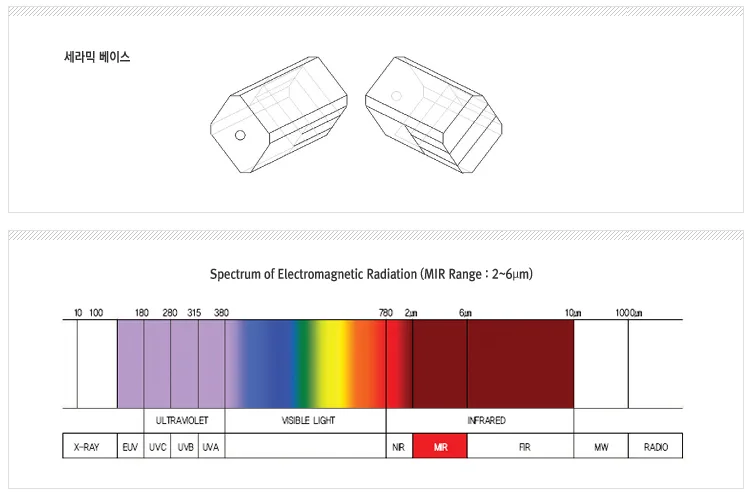 세라믹 베이스
Spectrum of Electromagnetic Radiation (MIR Range : 2~6μm)
10 100 180 280 315 380 780 2μm 6μm 10μm 1000μm
ULTRAVIOLET VISIBLE LIGHT INFRARED
X-RAY EUV UVC UVB UVA NIR MIR FIR MW RADIO